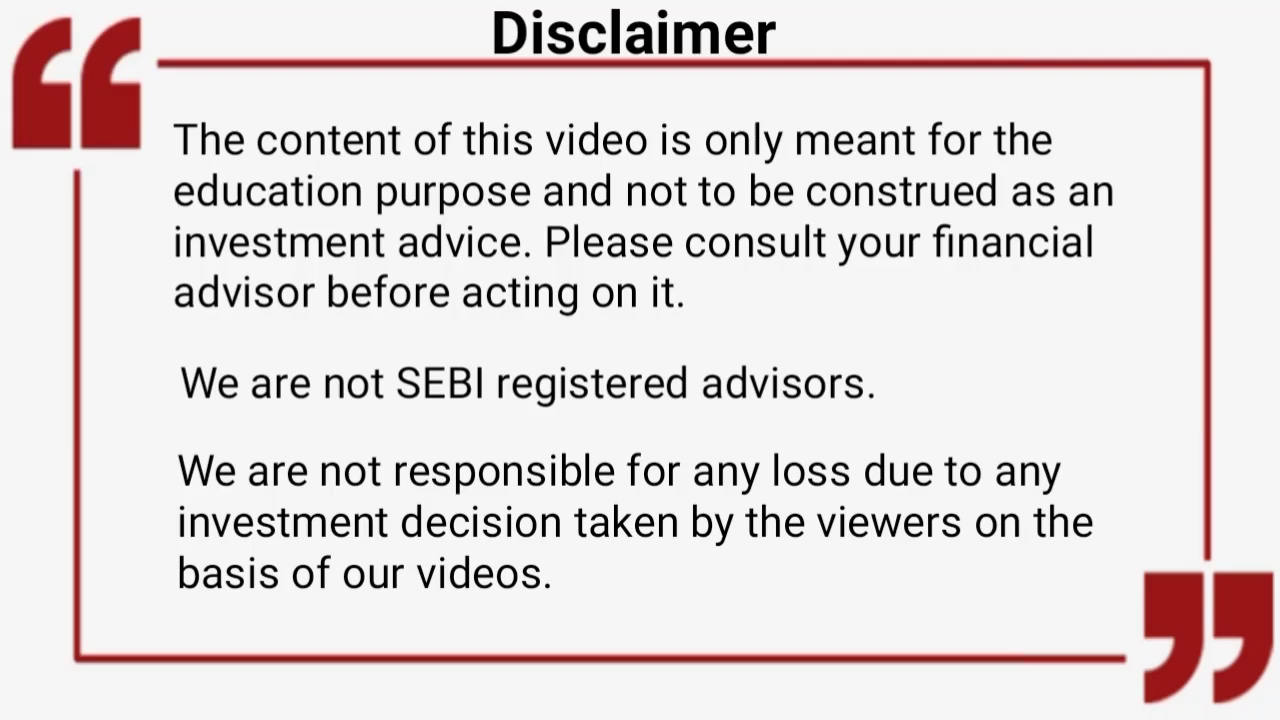 Disclaimer
The content of this video is only meant for the
education purpose and not to be construed as an
investment advice. Please consult your financial
advisor before acting on it.
We are not SEBI registered advisors.
We are not responsible for any loss due to any
investment decision taken by the viewers on the
basis of our videos.